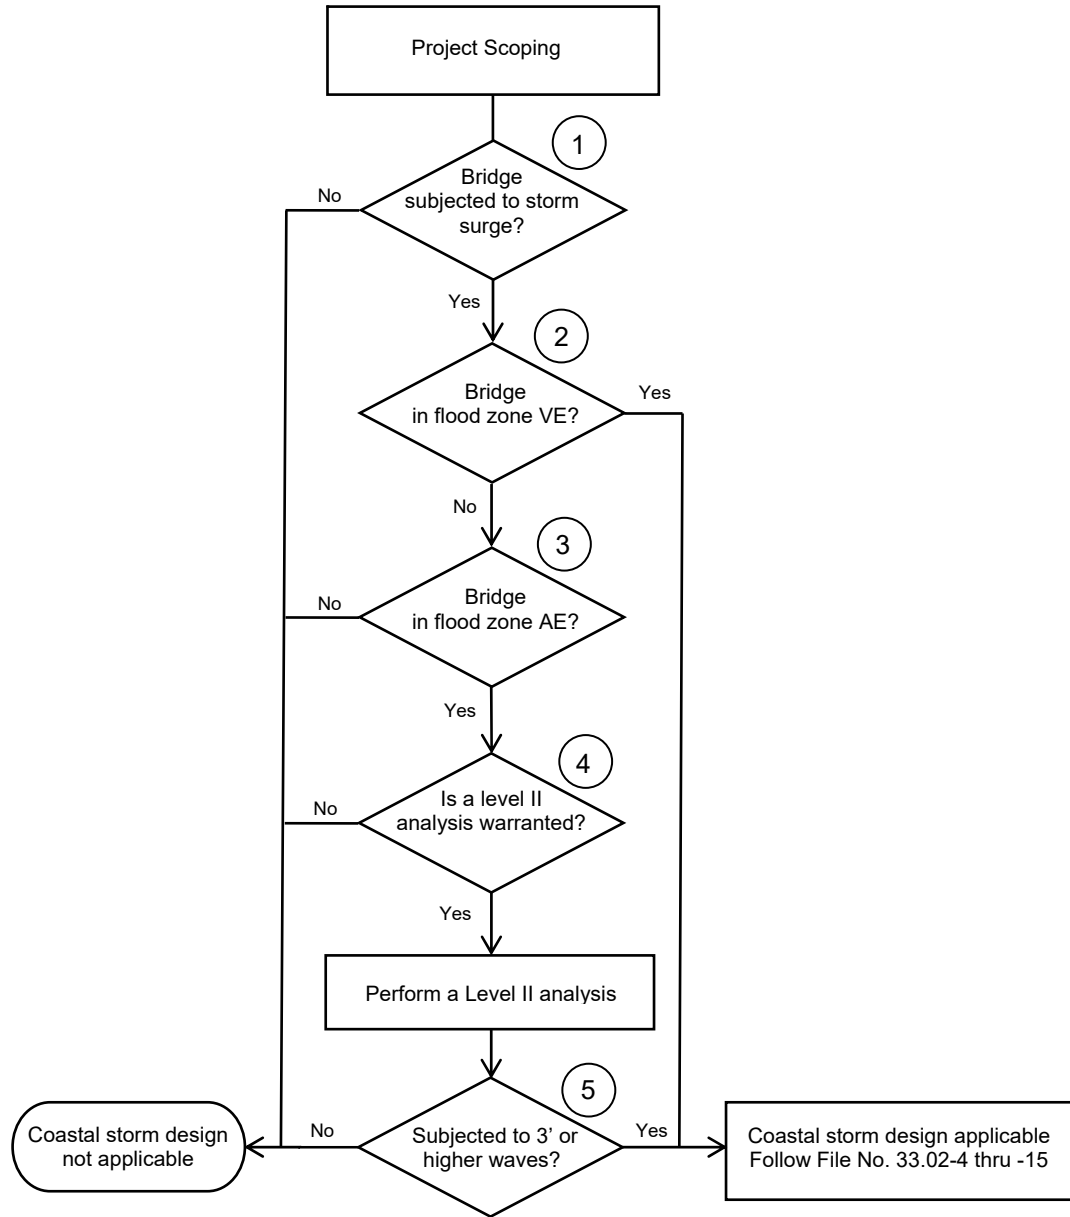 Project Scoping
1
Bridge
subjected to storm
surge?
No
Yes
2
Bridge
in flood zone VE?
Yes
No
3
Bridge
in flood zone AE?
No
Yes
4
Is a level II
analysis warranted?
No
Yes
Perform a Level II analysis
5
Subjected to 3' or
higher waves?
No
Yes
Coastal storm design
not applicable
Coastal storm design applicable
Follow File No. 33.02-4 thru -15